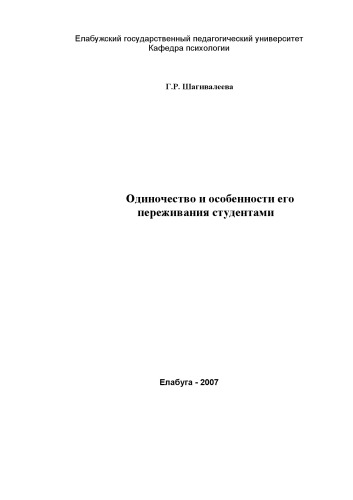 Елабужский государственный педагогический университет
Кафедра психологии
Г.Р. Шагивалеева
Одиночество и особенности его
переживания студентами
Елабуга - 2007